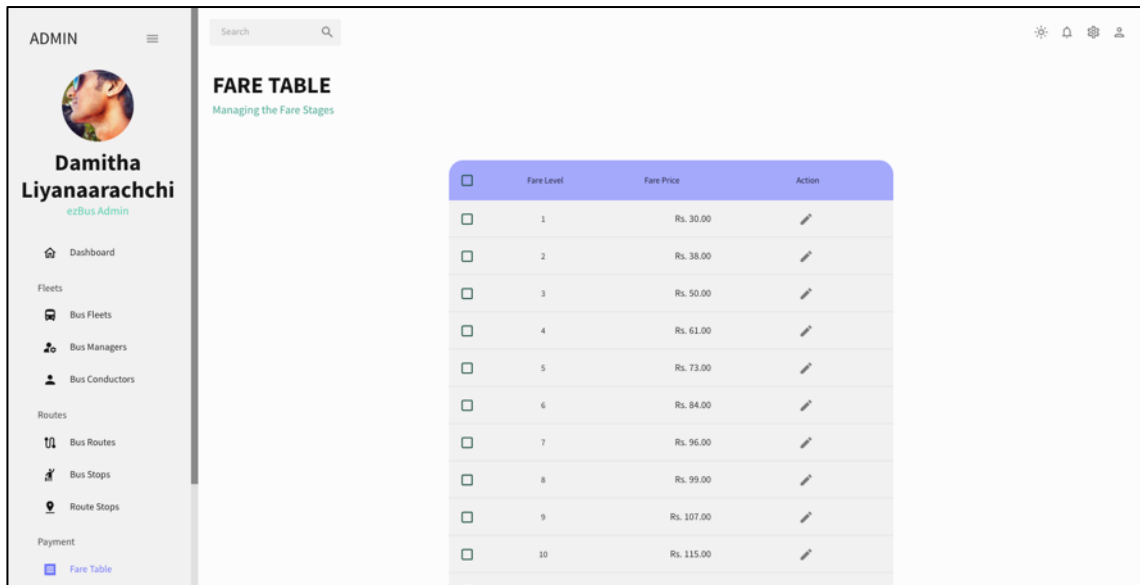 ADMIN
Damitha
Liyanaarachchi
ezBus Admin
Dashboard
Fleets
Bus Fleets
Bus Managers
Bus Conductors
Routes
Bus Routes
Bus Stops
Route Stops
Payment
Fare Table
Search
FARE TABLE
Managing the Fare Stages
Fare Level Fare Price Action
1 Rs. 30.00
2 Rs. 38.00
3 Rs. 50.00
4 Rs. 61.00
5 Rs. 73.00
6 Rs. 84.00
7 Rs. 96.00
8 Rs. 99.00
9 Rs. 107.00
10 Rs. 115.00